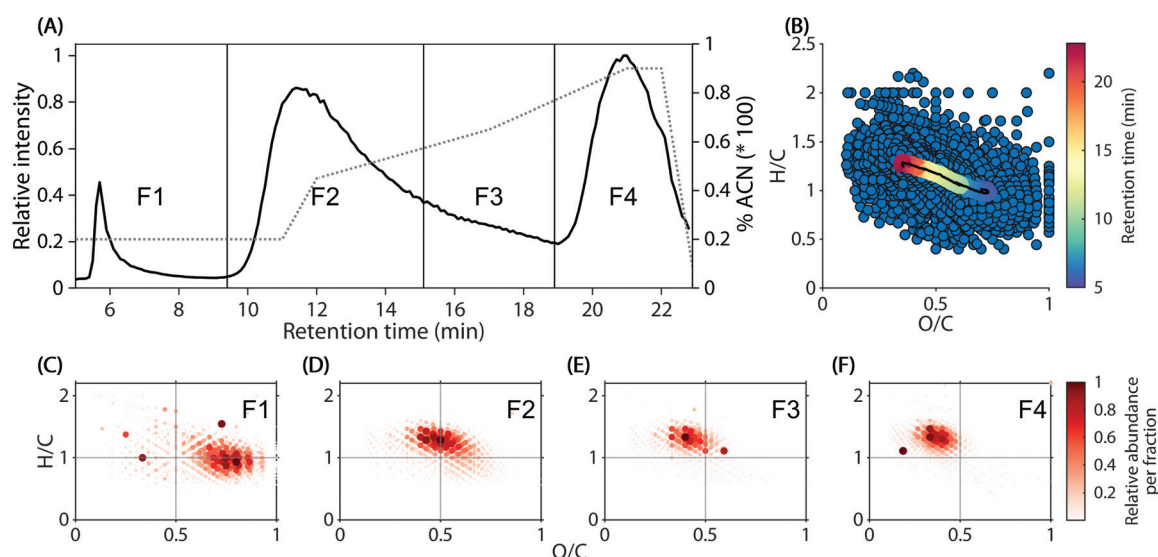 (A)
Relative intensity
1
0.8
0.6
0.4
0.2
0
F1
F2
F3
F4
6
8
10
12
14
16
18
20
22
Retention time (min)
1
0.8
0.6
0.4
0.2
0
% ACN (* 100)
(B)
H/C
2.5
2
1.5
1
0.5
0
0
0.5
1
O/C
20
15
10
5
Retention time (min)
(C)
H/C
2
1
0
F1
0
0.5
1
(D)
2
1
0
F2
0
0.5
1
(E)
2
1
0
F3
0
0.5
1
(F)
2
1
0
F4
0
0.5
1
O/C
1
0.8
0.6
0.4
0.2
Relative abundance
per fraction